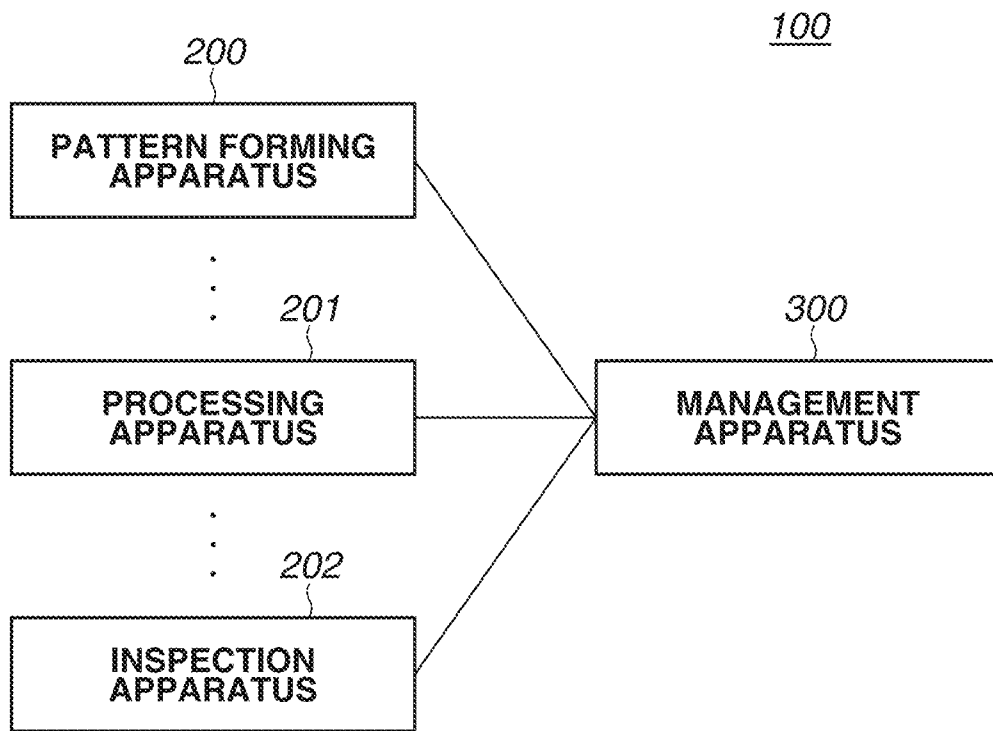 100
200
PATTERN FORMING
APPARATUS
201
PROCESSING
APPARATUS
300
MANAGEMENT
APPARATUS
202
INSPECTION
APPARATUS